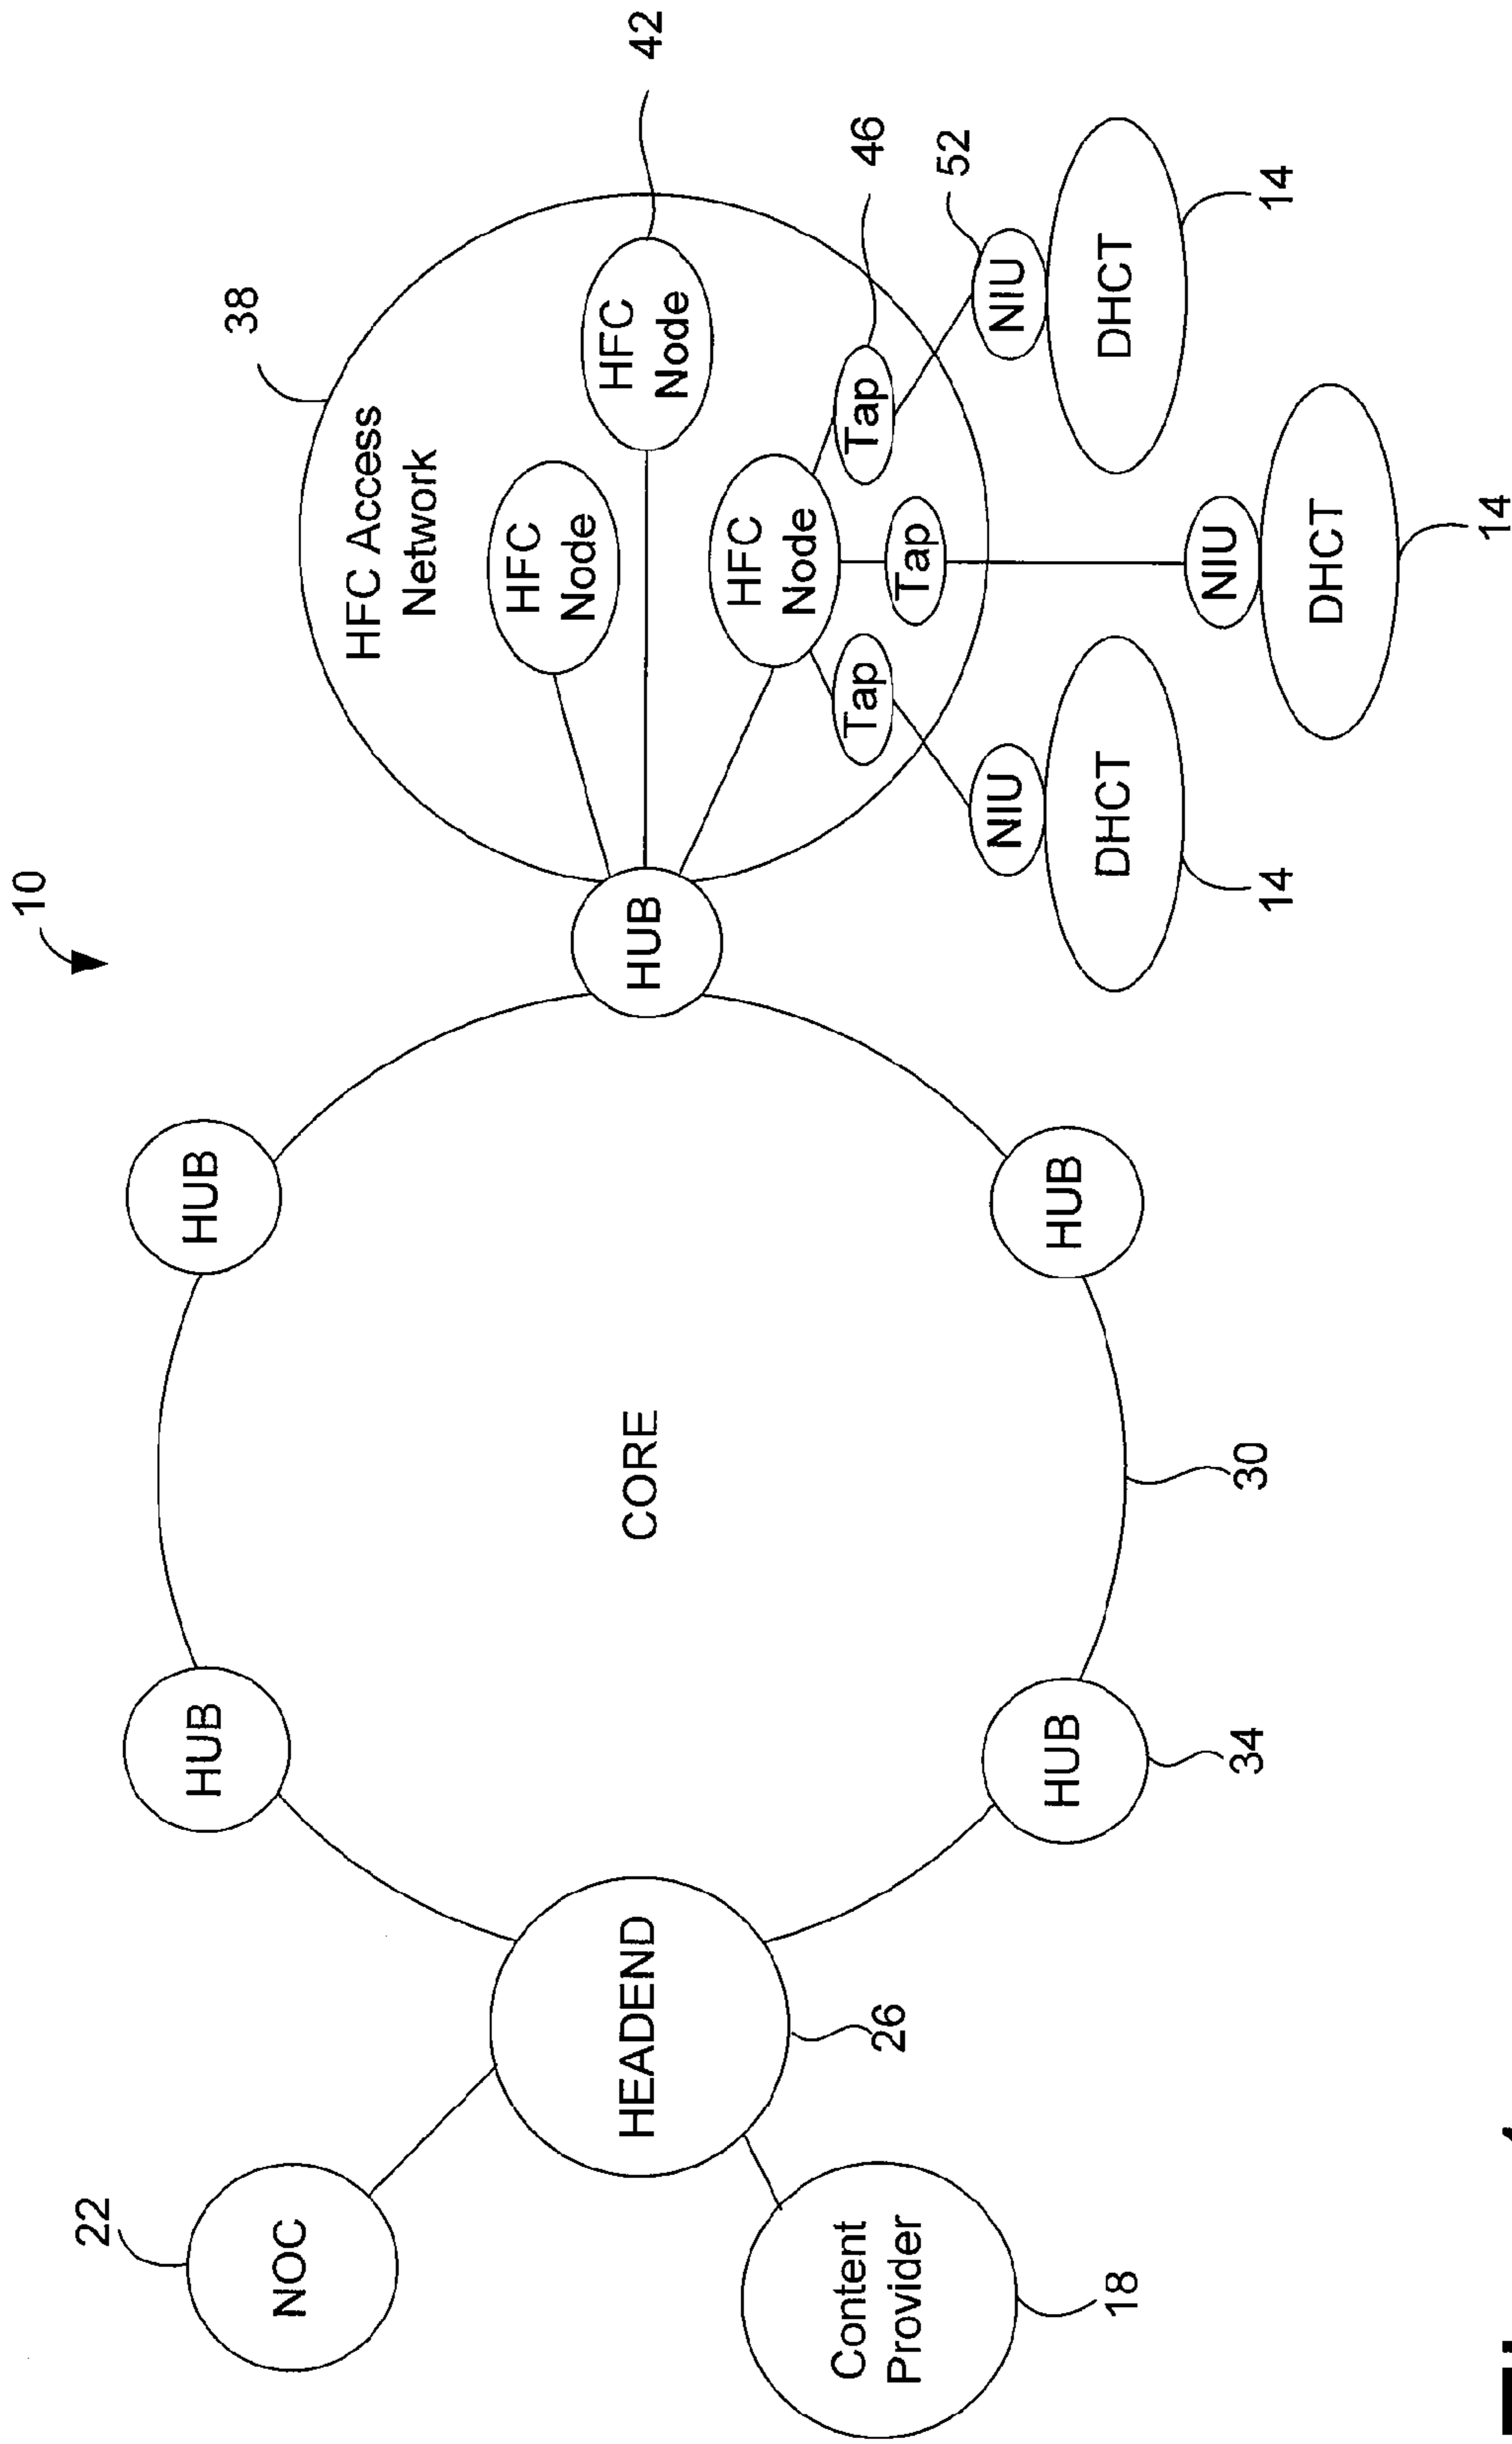 10
38
HFC Access
Network
42
HFC
Node
HFC
Node
HFC
Node
Tap
Tap
Tap
46
52
NIU
DHCT
14
NIU
DHCT
14
NIU
DHCT
14
HUB
HUB
HUB
HUB
HUB
34
CORE
30
HEADEND
26
NOC
22
Content
Provider
18